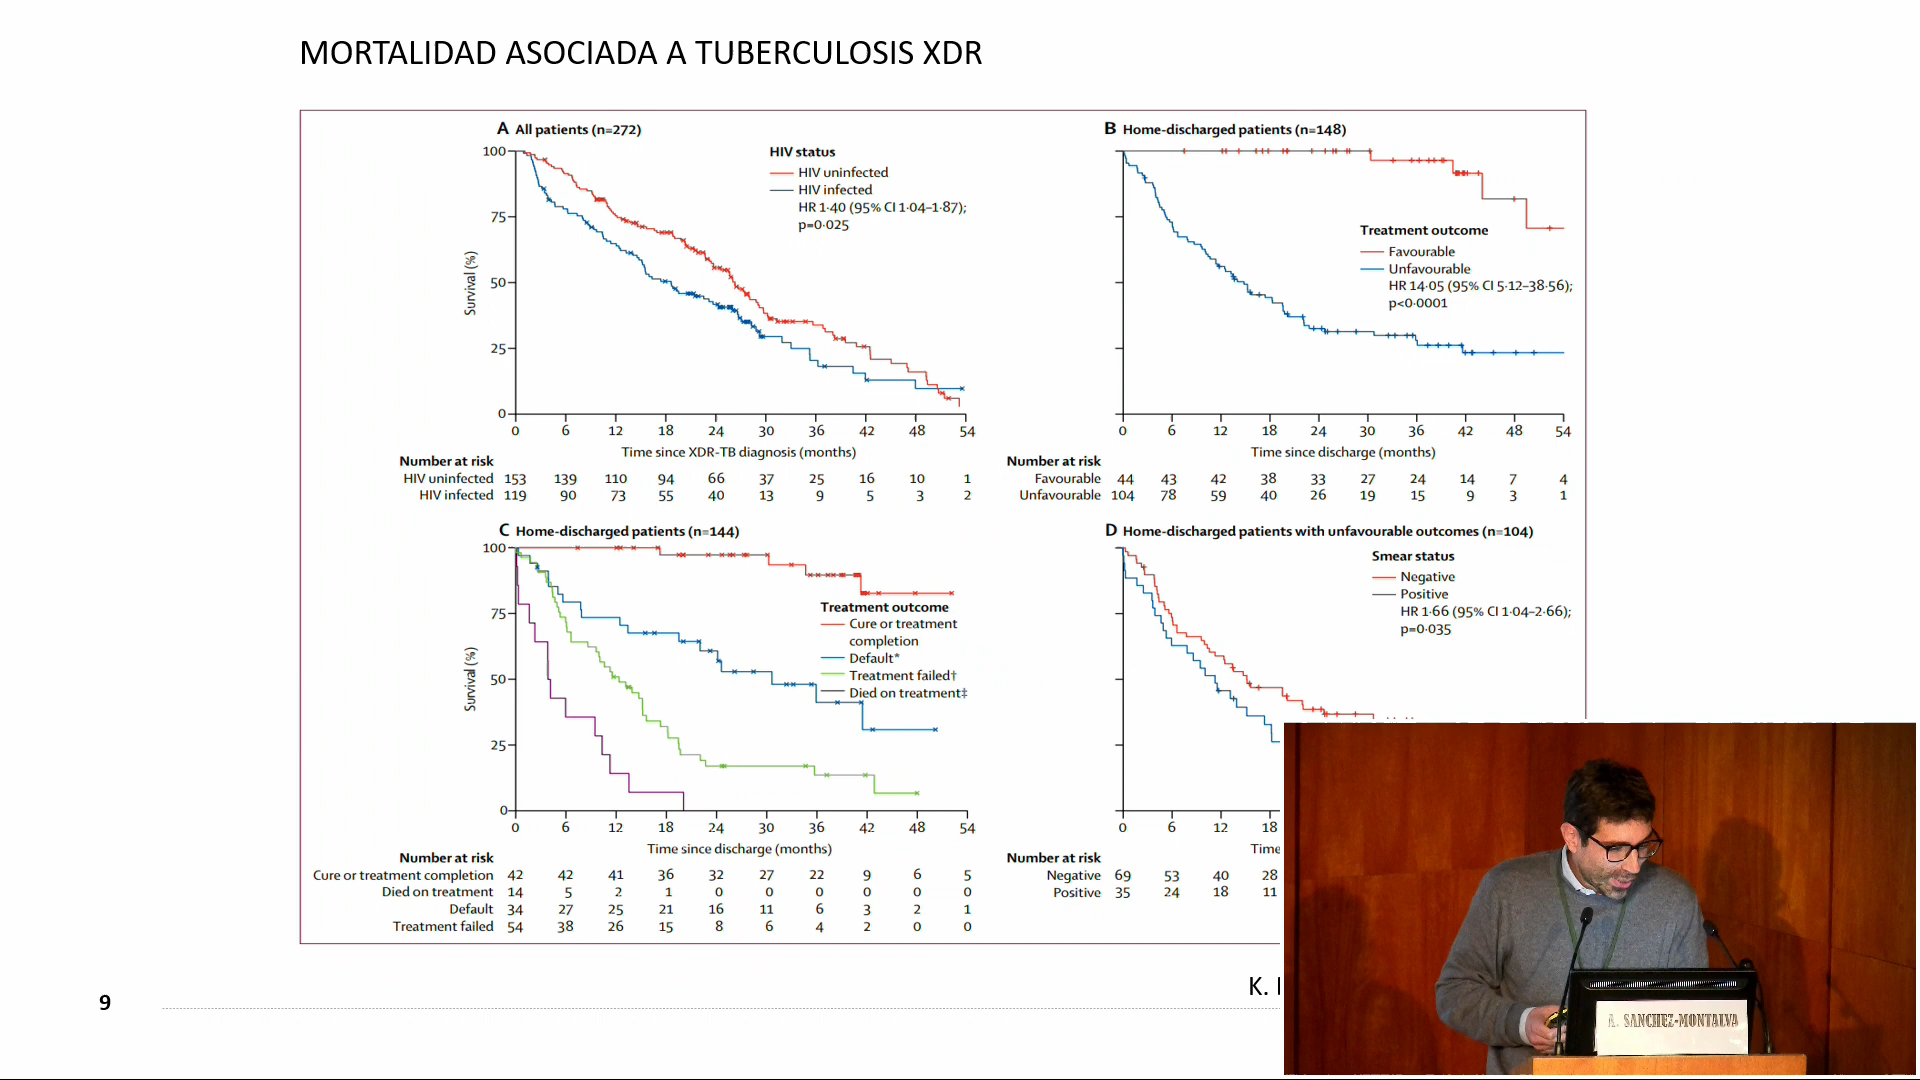 MORTALIDAD ASOCIADA A TUBERCULOSIS XDR
A All patients (n=272)
100
75
50
25
0
Survival (%)
HIV status
HIV uninfected
HIV infected
HR 1·40 (95% CI 1·04–1·87);
p=0·025
0 6 12 18 24 30 36 42 48 54
Time since XDR-TB diagnosis (months)
Number at risk
HIV uninfected 153 139 110 94 66 37 25 16 10 1
HIV infected 119 90 73 55 40 13 9 5 3 2
B Home-discharged patients (n=148)
Treatment outcome
Favourable
Unfavourable
HR 14·05 (95% CI 5·12–38·56);
p<0·0001
0 6 12 18 24 30 36 42 48 54
Time since discharge (months)
Number at risk
Favourable 44 43 42 38 33 27 24 14 7 4
Unfavourable 104 78 59 40 26 19 15 9 3 1
C Home-discharged patients (n=144)
100
75
50
25
0
Survival (%)
Treatment outcome
Cure or treatment
completion
Default*
Treatment failed†
Died on treatment‡
0 6 12 18 24 30 36 42 48 54
Time since discharge (months)
Number at risk
Cure or treatment completion 42 42 41 36 32 27 22 9 6 5
Died on treatment 14 5 2 1 0 0 0 0 0 0
Default 34 27 25 21 16 11 6 3 2 1
Treatment failed 54 38 26 15 8 6 4 2 0 0
D Home-discharged patients with unfavourable outcomes (n=104)
Smear status
Negative
Positive
HR 1·66 (95% CI 1·04–2·66);
p=0·035
0 6 12 18
Time
Number at risk
Negative 69 53 40 28
Positive 35 24 18 11
K.
9
A. SANCHEZ-MONTALVA